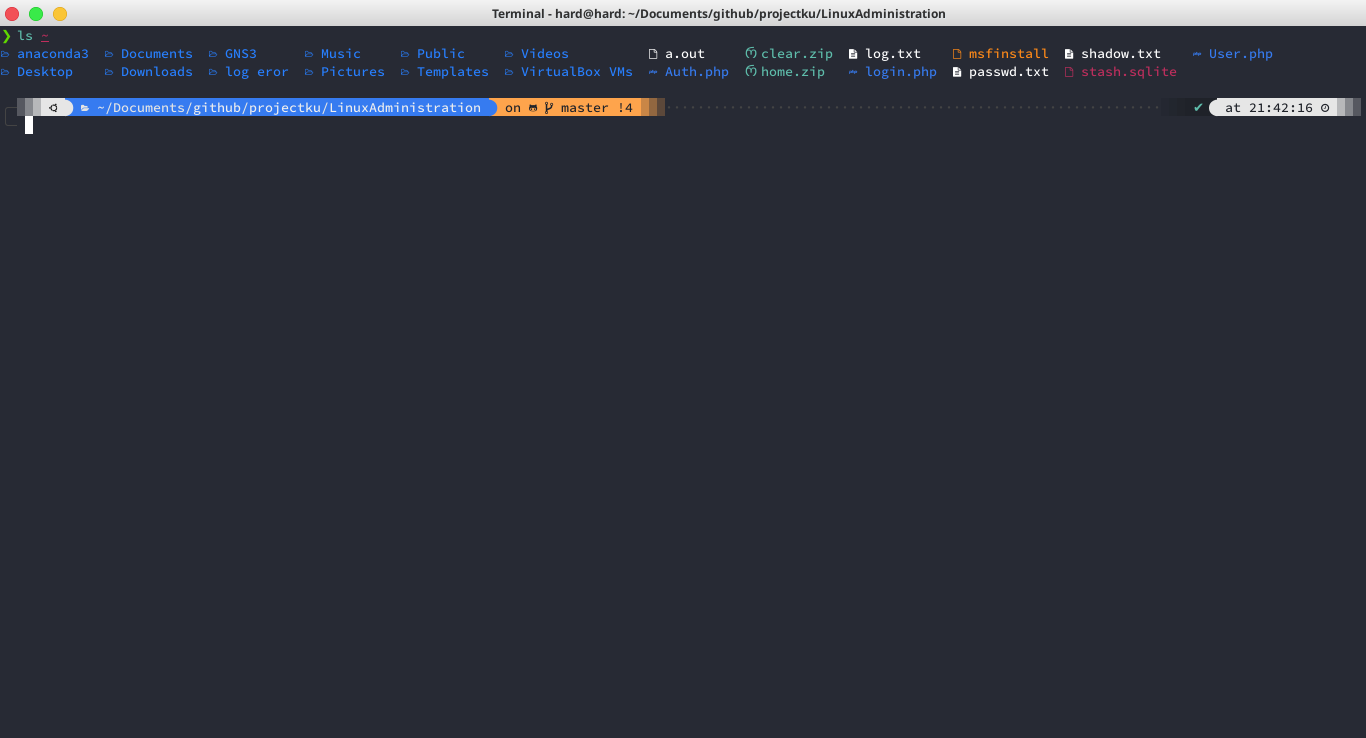 Terminal - hard@hard: ~/Documents/github/projectku/LinuxAdministration
❯ ls ~
anaconda3 Documents GNS3 Music Public Videos a.out clear.zip log.txt msfinstall shadow.txt User.php
Desktop Downloads log eror Pictures Templates VirtualBox VMs Auth.php home.zip login.php passwd.txt stash.sqlite
~/Documents/github/projectku/LinuxAdministration on master !4 ✔ at 21:42:16